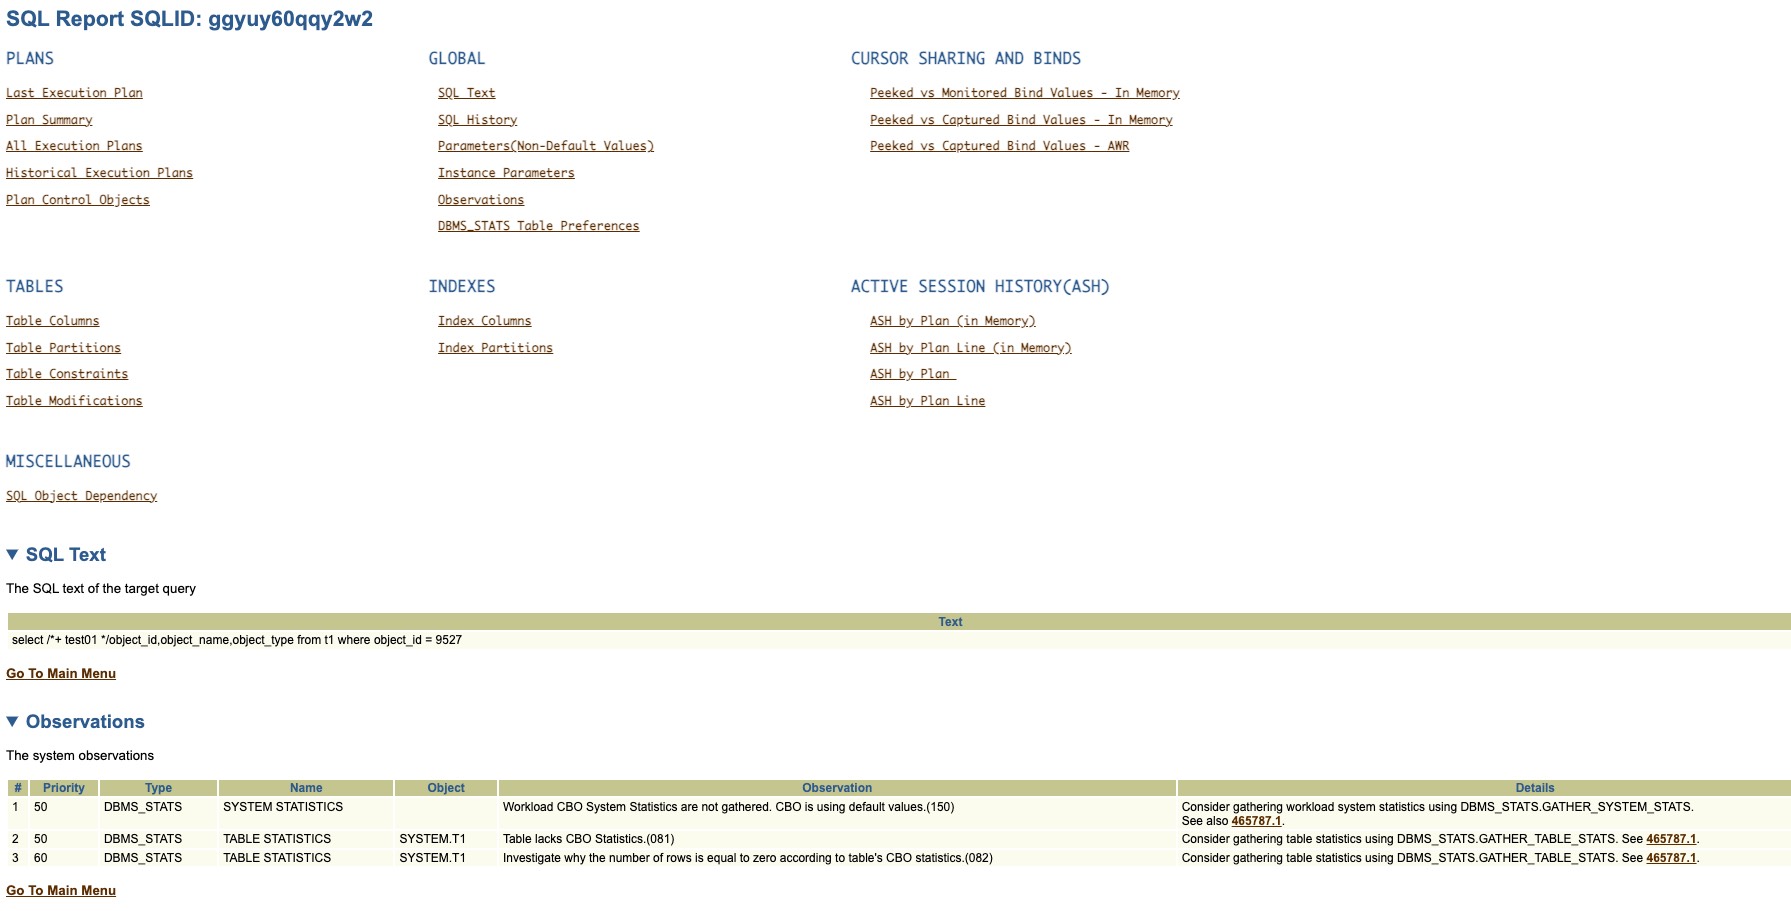 SQL Report SQLID: ggyuy60qqy2w2
PLANS
Last Execution Plan
Plan Summary
All Execution Plans
Historical Execution Plans
Plan Control Objects
GLOBAL
SQL Text
SQL History
Parameters(Non-Default Values)
Instance Parameters
Observations
DBMS_STATS Table Preferences
CURSOR SHARING AND BINDS
Peeked vs Monitored Bind Values - In Memory
Peeked vs Captured Bind Values - In Memory
Peeked vs Captured Bind Values - AWR
TABLES
Table Columns
Table Partitions
Table Constraints
Table Modifications
INDEXES
Index Columns
Index Partitions
ACTIVE SESSION HISTORY(ASH)
ASH by Plan (in Memory)
ASH by Plan Line (in Memory)
ASH by Plan
ASH by Plan Line
MISCELLANEOUS
SQL Object Dependency
▼ SQL Text
The SQL text of the target query
Text
select /*+ test01 */object_id,object_name,object_type from t1 where object_id = 9527
Go To Main Menu
▼ Observations
The system observations
# Priority Type Name Object Observation Details
1 50 DBMS_STATS SYSTEM STATISTICS Workload CBO System Statistics are not gathered. CBO is using default values.(150) Consider gathering workload system statistics using DBMS_STATS.GATHER_SYSTEM_STATS.
See also 465787.1.
2 50 DBMS_STATS TABLE STATISTICS SYSTEM.T1 Table lacks CBO Statistics.(081) Consider gathering table statistics using DBMS_STATS.GATHER_TABLE_STATS. See 465787.1.
3 60 DBMS_STATS TABLE STATISTICS SYSTEM.T1 Investigate why the number of rows is equal to zero according to table's CBO statistics.(082) Consider gathering table statistics using DBMS_STATS.GATHER_TABLE_STATS. See 465787.1.
Go To Main Menu